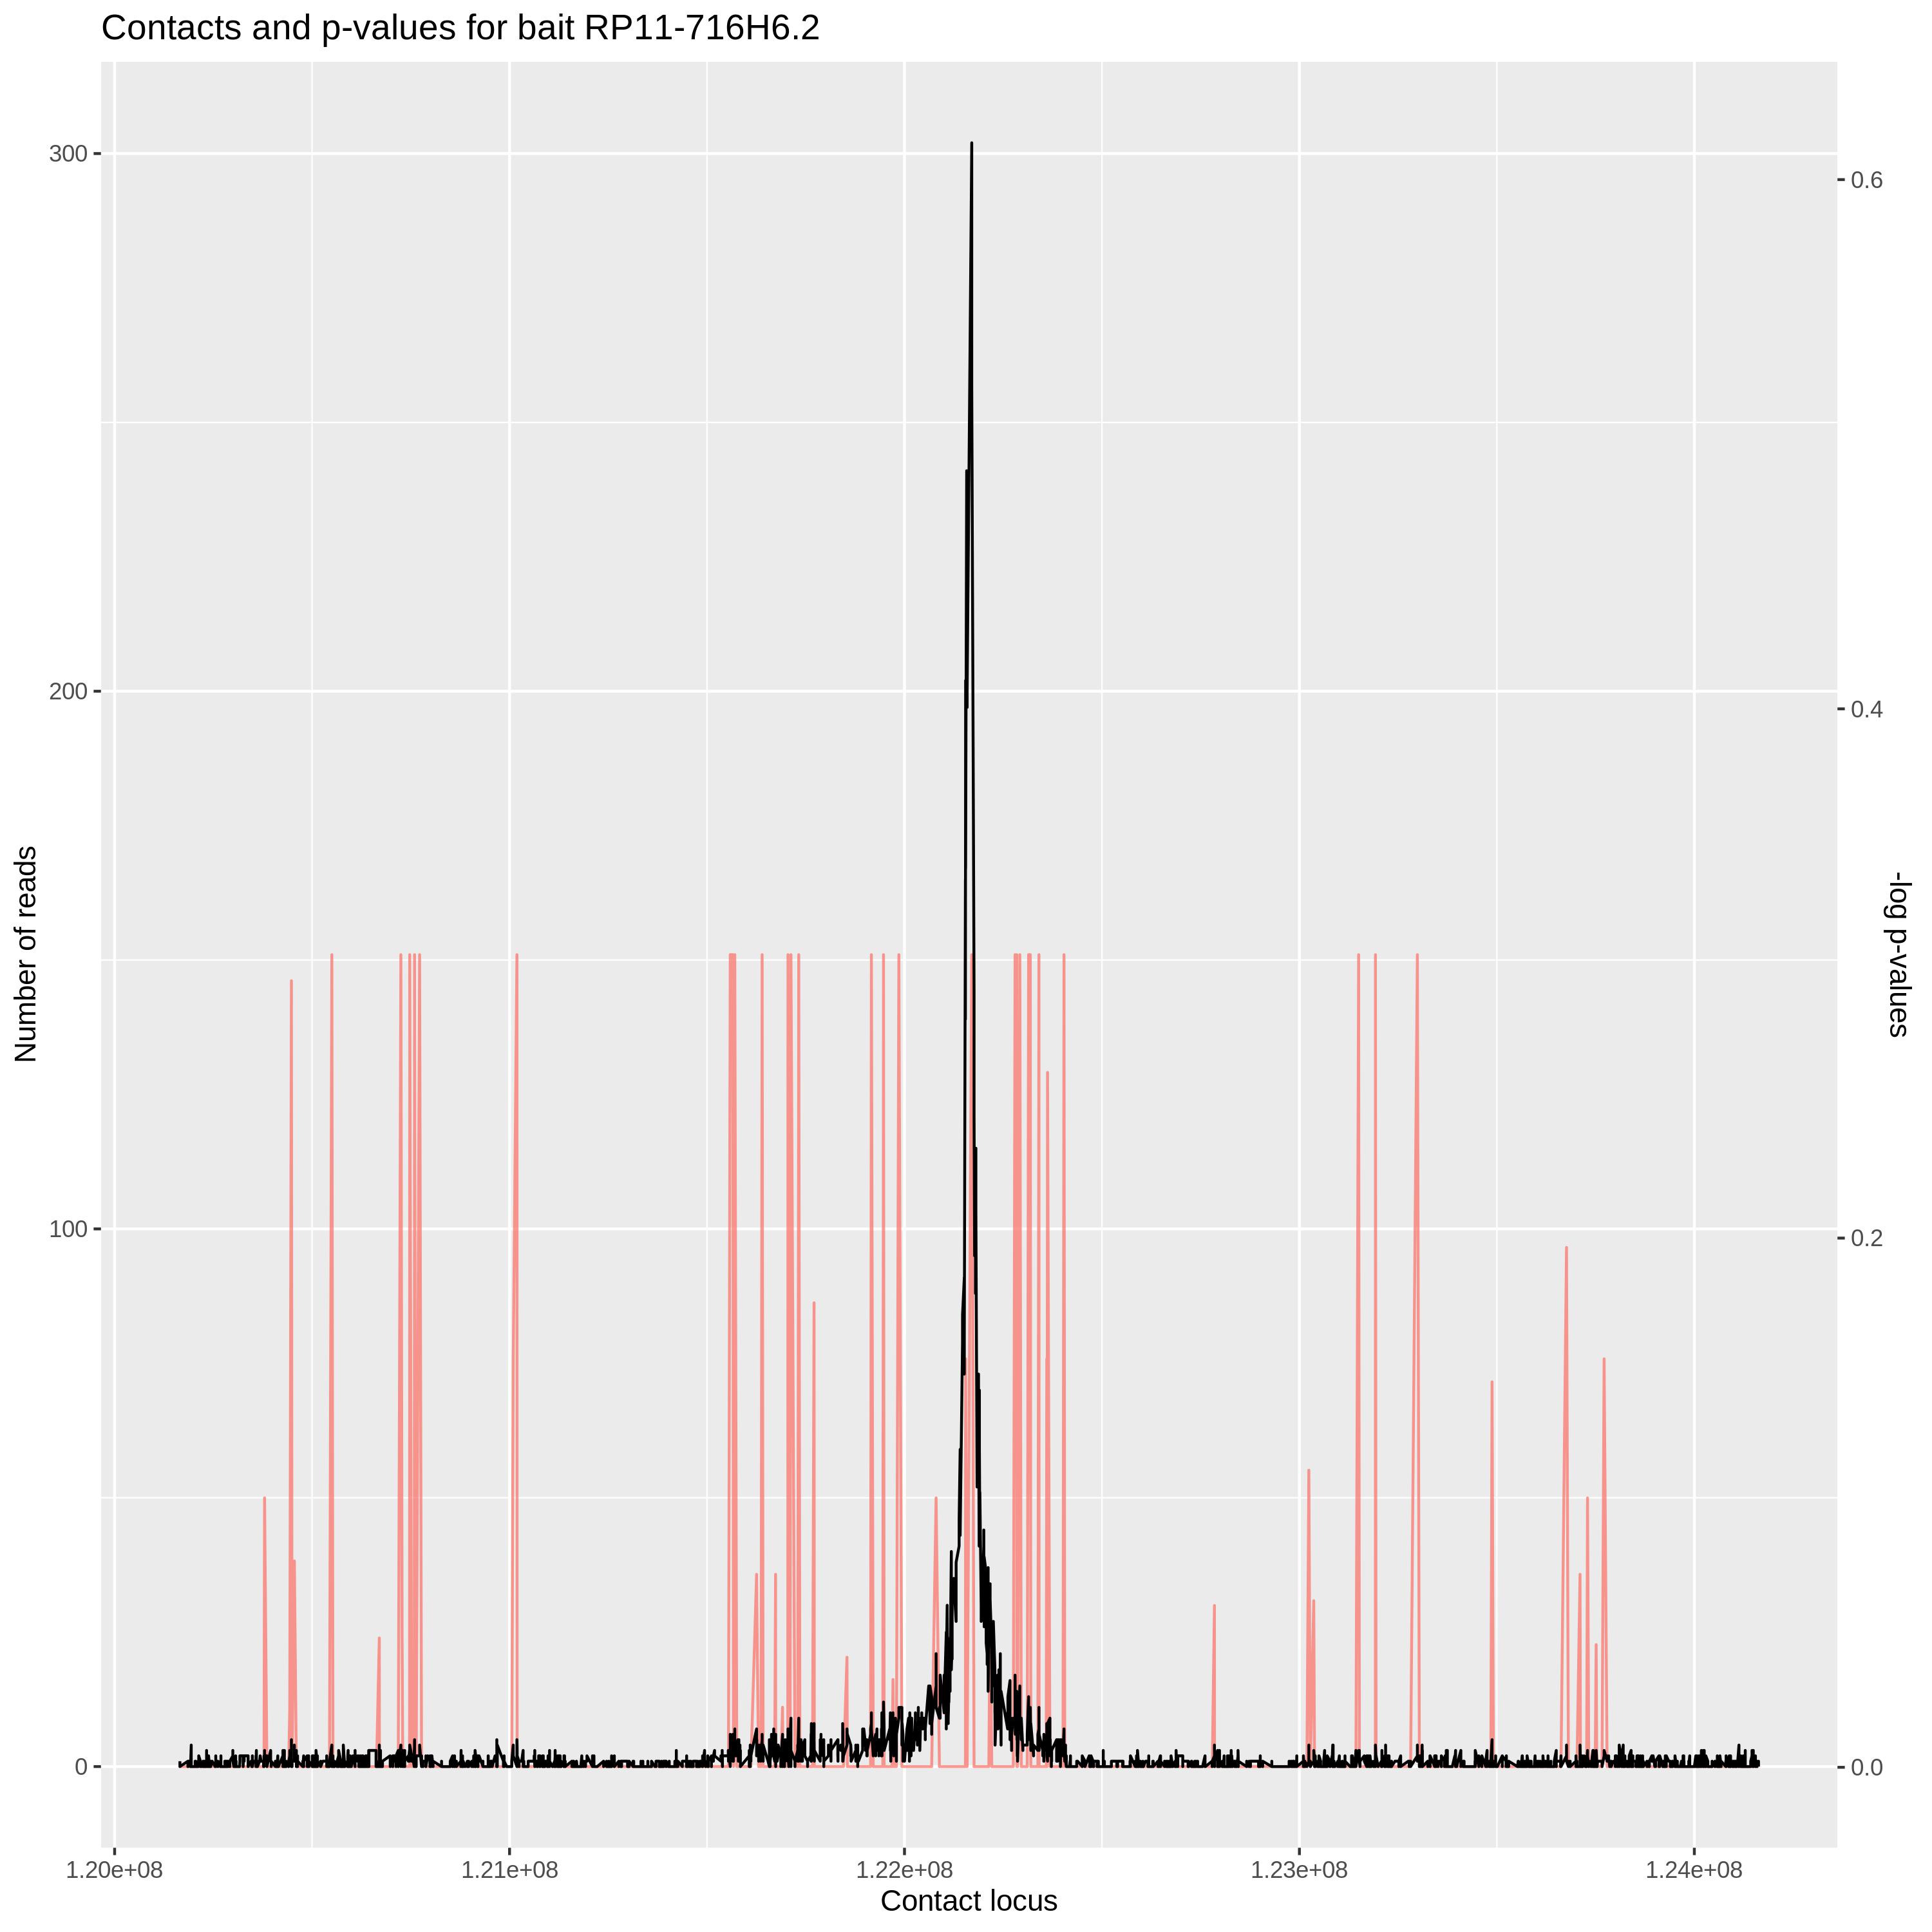 Contacts and p-values for bait RP11-716H6.2
300
200
100
0
Number of reads
0.6
0.4
0.2
0.0
-log p-values
1.20e+08
1.21e+08
1.22e+08
1.23e+08
1.24e+08
Contact locus